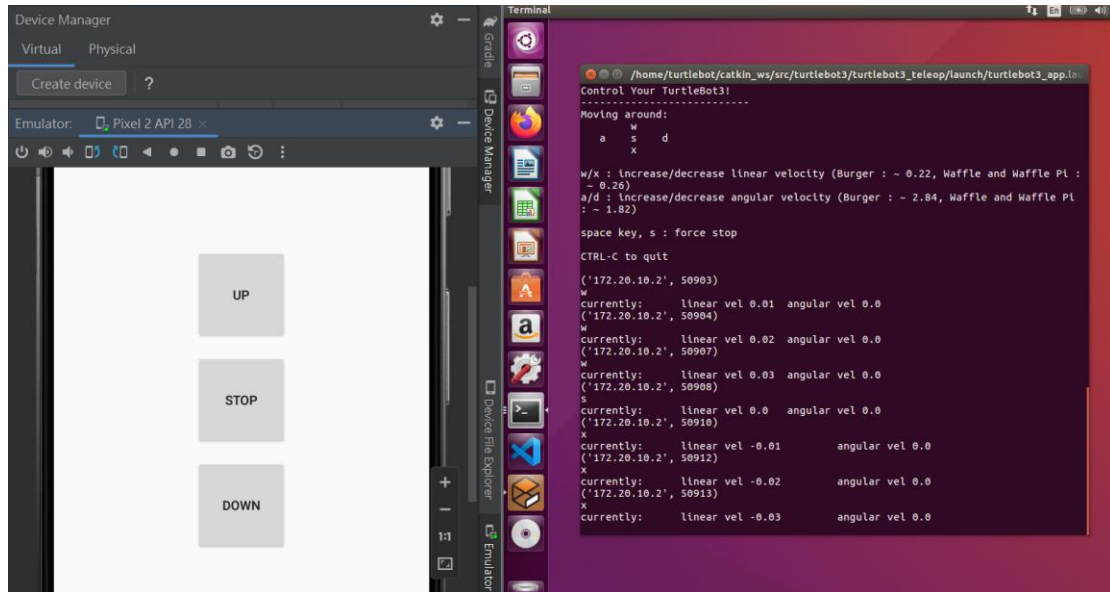 Device Manager
Virtual Physical
Create device ?
Emulator: Pixel 2 API 28
UP
STOP
DOWN
1:1
Gradle
Device Manager
Device File Explorer
Emulator
Terminal
En
/home/turtlebot/catkin_ws/src/turtlebot3/turtlebot3_teleop/launch/turtlebot3_app.la
Control Your TurtleBot3!
---------------------------
Moving around:
w
a s d
x
w/x : increase/decrease linear velocity (Burger : ~ 0.22, Waffle and Waffle Pi :
~ 0.26)
a/d : increase/decrease angular velocity (Burger : ~ 2.84, Waffle and Waffle Pi
: ~ 1.82)
space key, s : force stop
CTRL-C to quit
('172.20.10.2', 50903)
w
currently: linear vel 0.01 angular vel 0.0
('172.20.10.2', 50904)
w
currently: linear vel 0.02 angular vel 0.0
('172.20.10.2', 50907)
w
currently: linear vel 0.03 angular vel 0.0
('172.20.10.2', 50908)
s
currently: linear vel 0.0 angular vel 0.0
('172.20.10.2', 50910)
x
currently: linear vel -0.01 angular vel 0.0
('172.20.10.2', 50912)
x
currently: linear vel -0.02 angular vel 0.0
('172.20.10.2', 50913)
x
currently: linear vel -0.03 angular vel 0.0